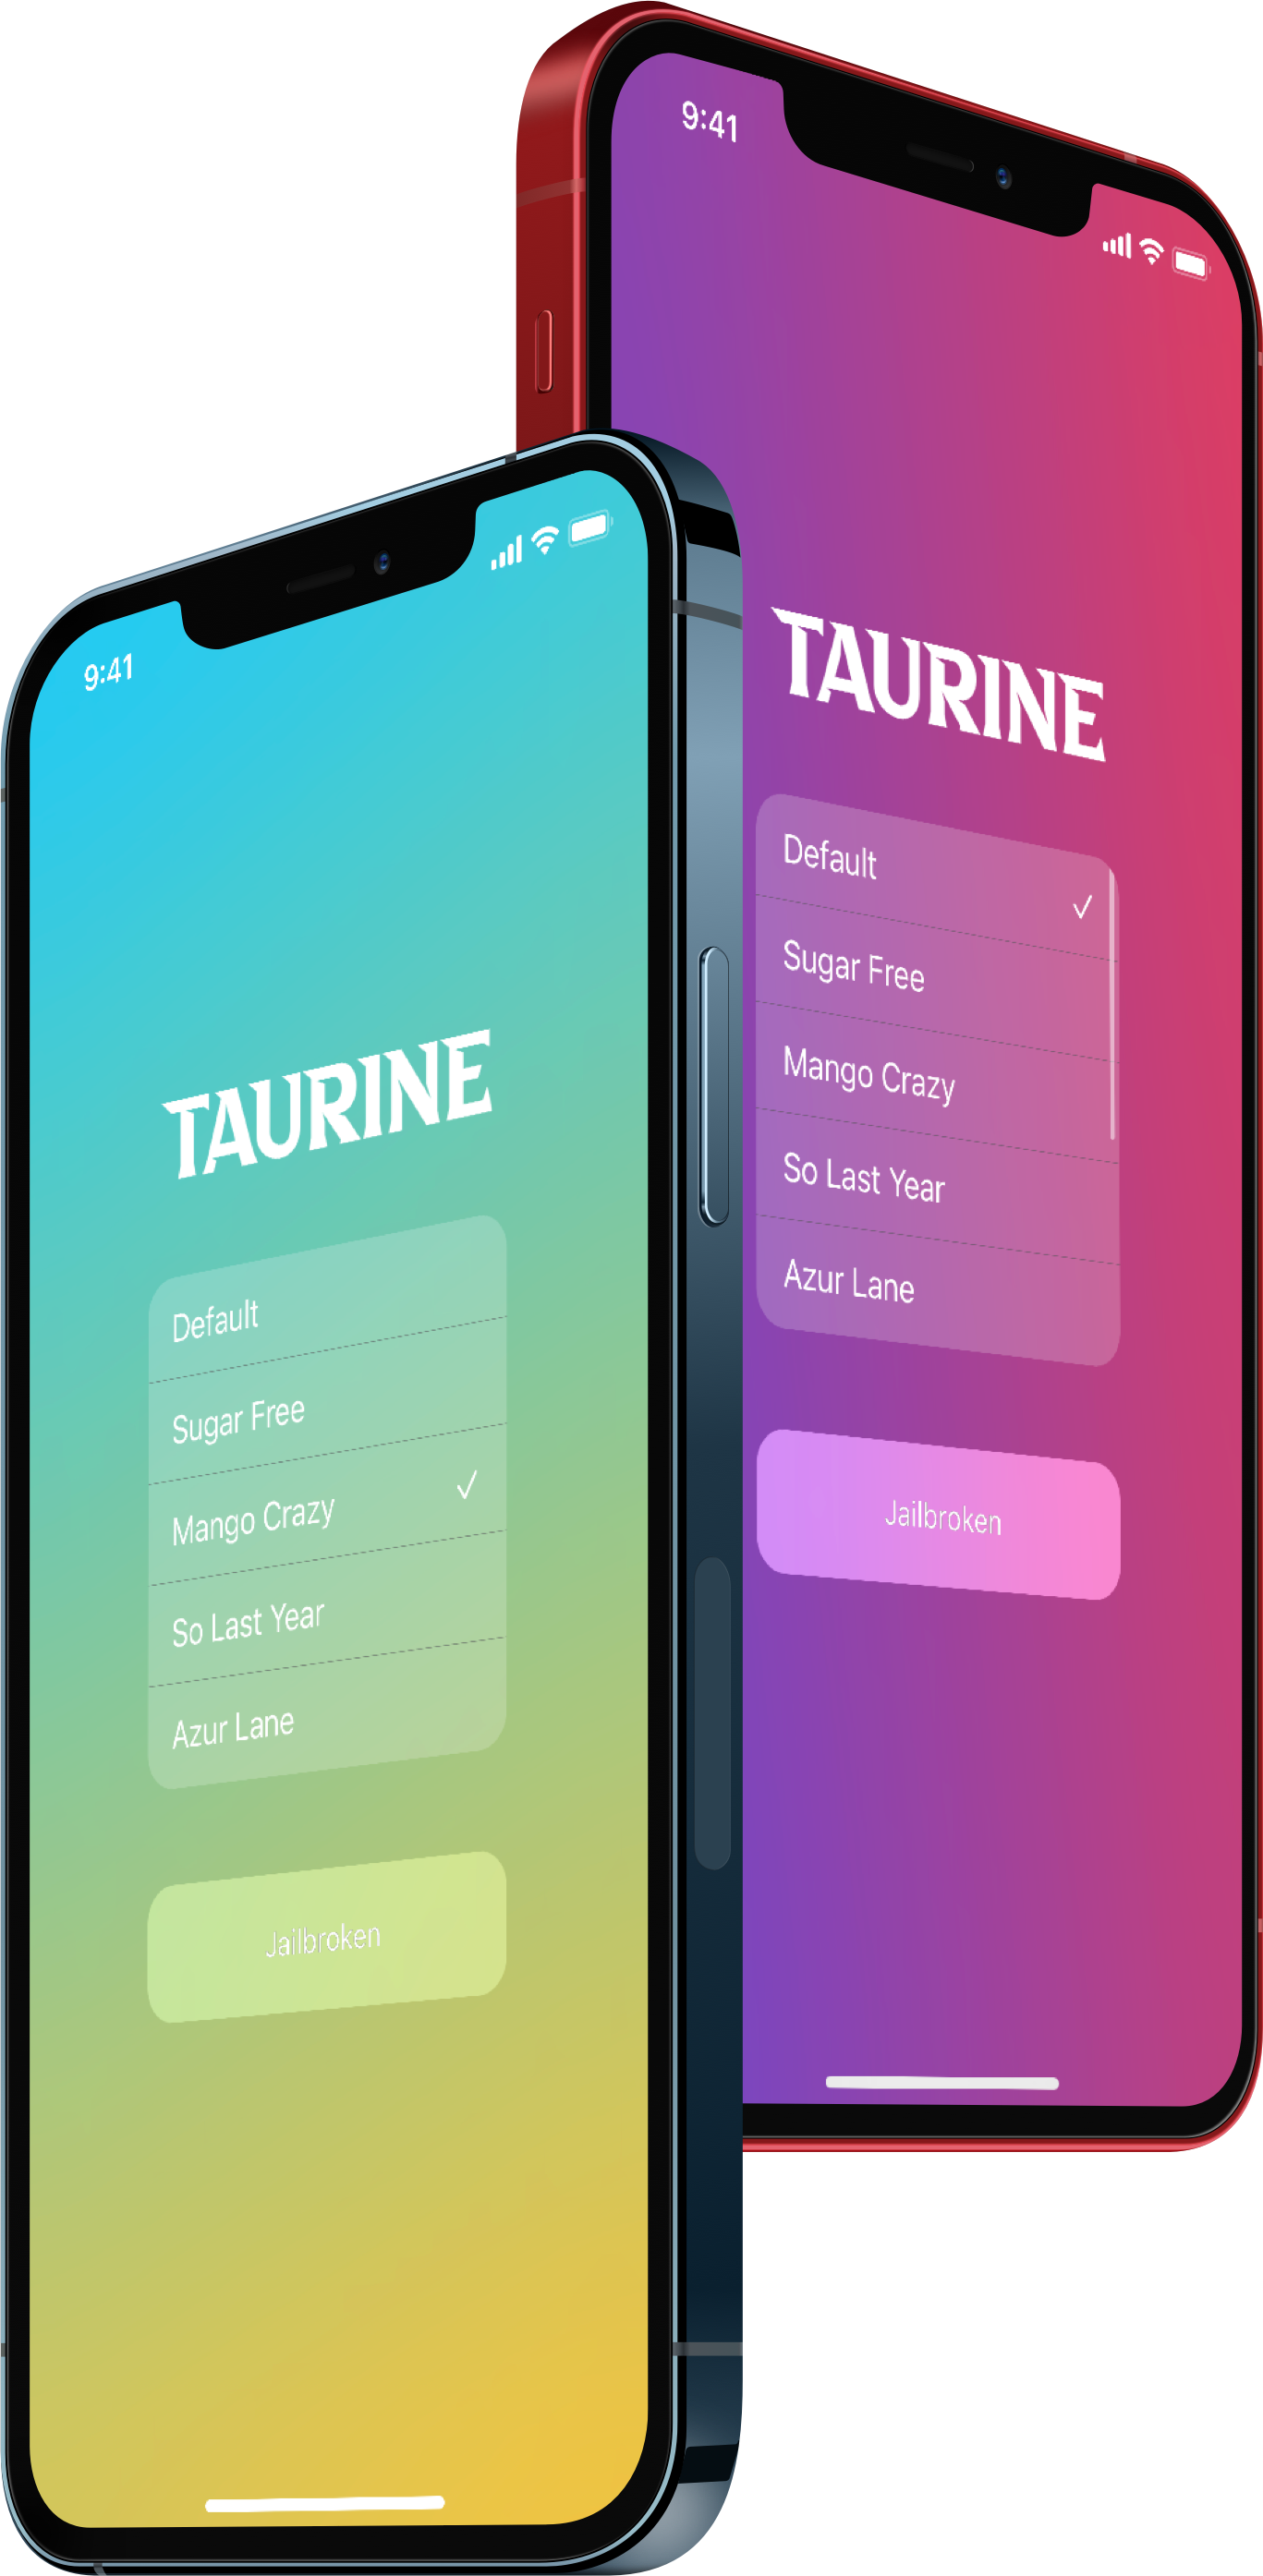 9:41
TAURINE
Default
Sugar Free
Mango Crazy
So Last Year
Azur Lane
Jailbroken
9:41
TAURINE
Default
Sugar Free
Mango Crazy
So Last Year
Azur Lane
Jailbroken